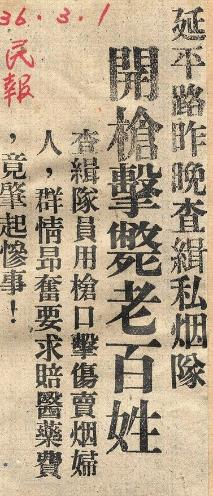 36.3.1
民報
延平路昨晚查緝私烟隊
開槍擊斃老百姓
查緝隊員用槍口擊傷賣烟婦
人，群情昂奮要求賠醫藥費
，竟肇起慘事！